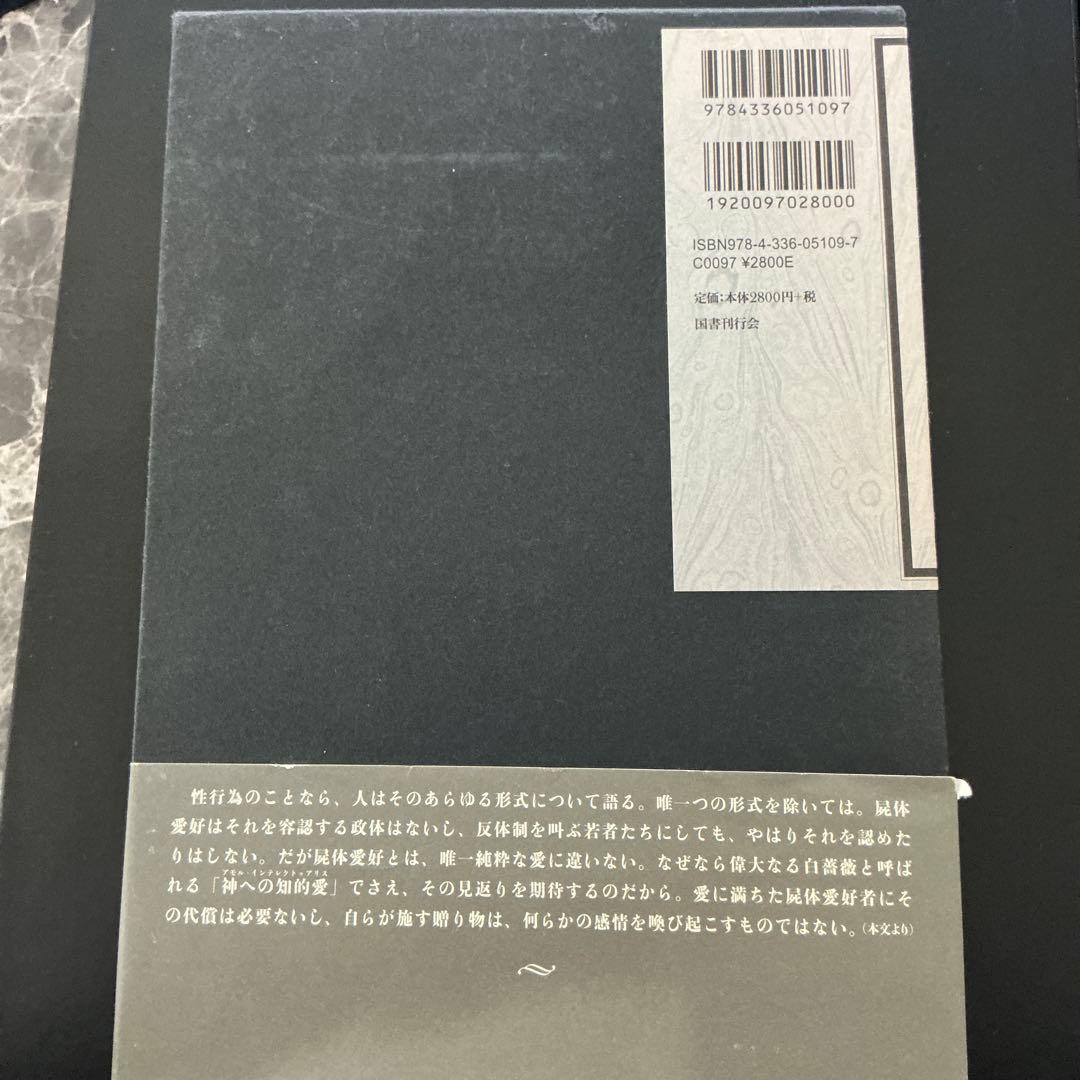 9784336051097
1920097028000
ISBN978-4-336-05109-7
C0097 ¥2800E
定価:本体2800円+税
国書刊行会
性行為のことなら、人はそのあらゆる形式について語る。唯一つの形式を除いては。屍体
愛好はそれを容認する政体はないし、反体制を叫ぶ若者たちにしても、やはりそれを認めた
りはしない。だが屍体愛好とは、唯一純粋な愛に違いない。なぜなら偉大なる白薔薇と呼ば
アモル・インテレクトゥアリス
れる「神への知的愛」でさえ、その見返りを期待するのだから。愛に満ちた屍体愛好者にそ
の代償は必要ないし、自らが施す贈り物は、何らかの感情を喚び起こすものではない。(本文より)